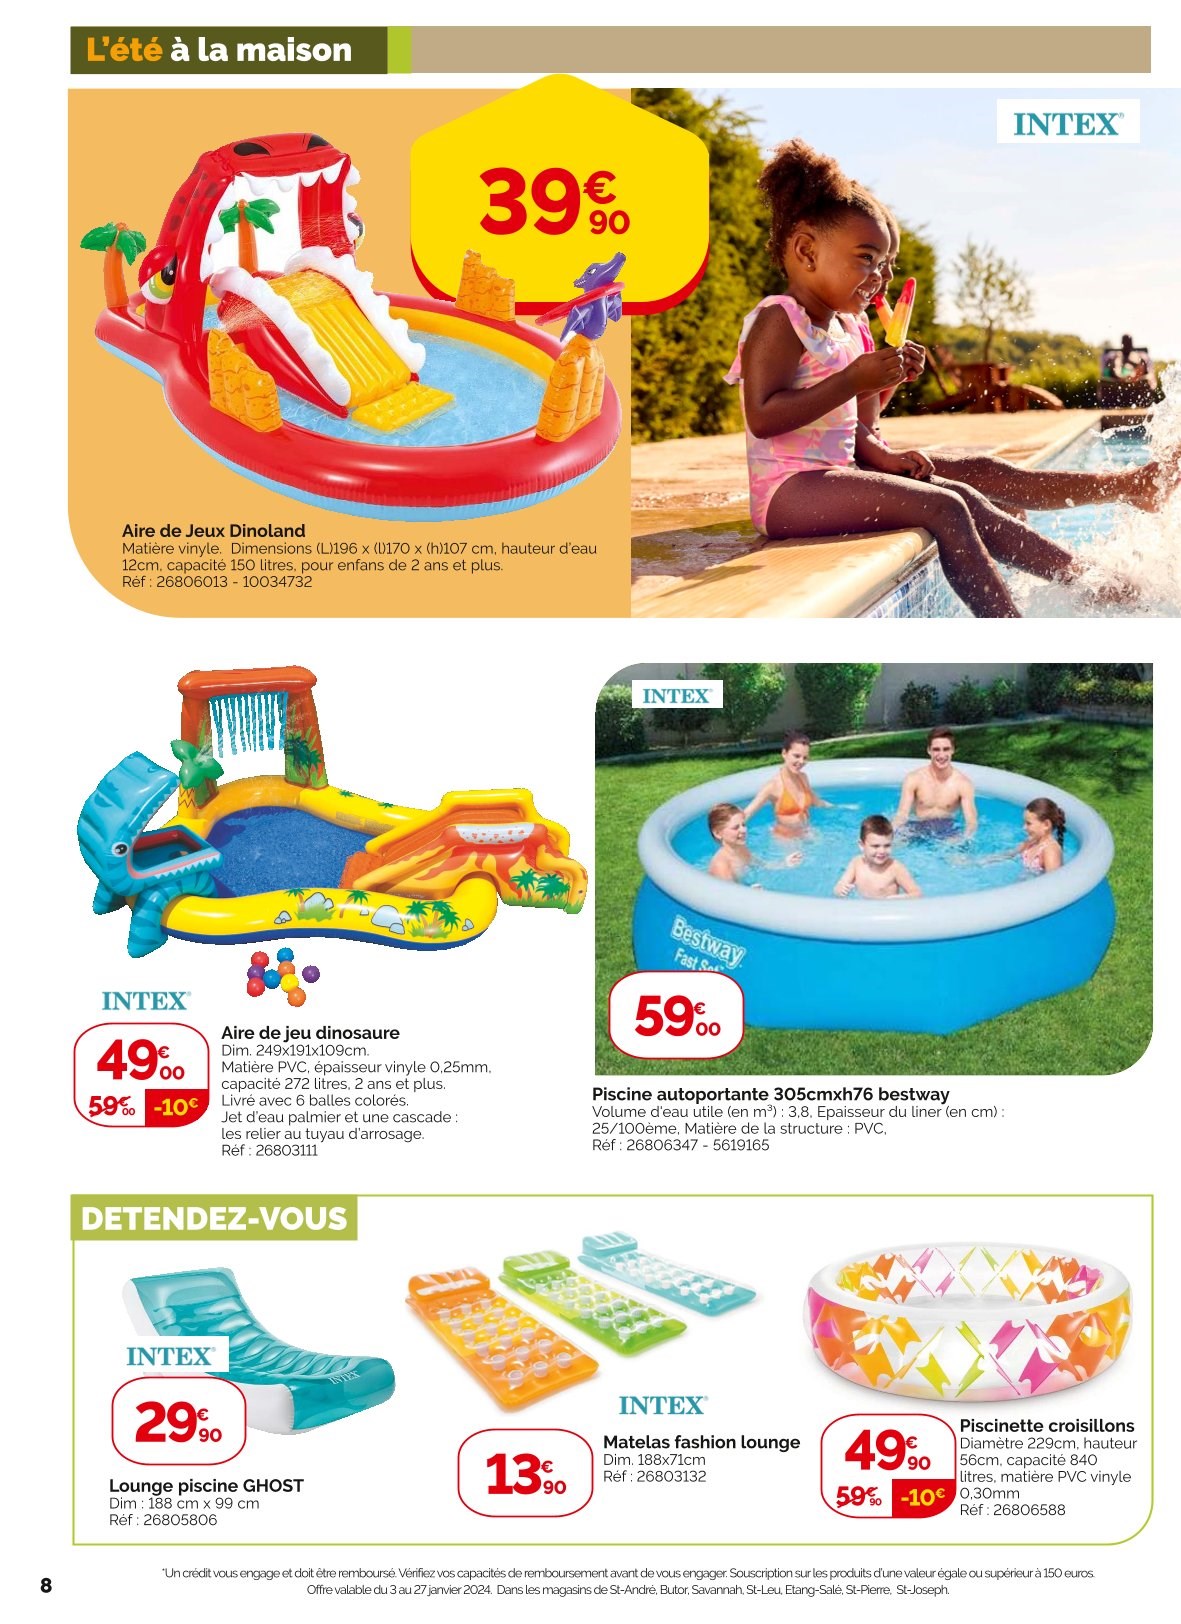 L'été à la maison
INTEX®
39€90
Aire de Jeux Dinoland
Matière vinyle. Dimensions (L)196 x (l)170 x (h)107 cm, hauteur d'eau
12cm, capacité 150 litres, pour enfans de 2 ans et plus.
Réf : 26806013 - 10034732
INTEX®
Bestway
Fast Set
59€00
INTEX®
49€00
59€00 -10€
Aire de jeu dinosaure
Dim. 249x191x109cm.
Matière PVC, épaisseur vinyle 0,25mm,
capacité 272 litres, 2 ans et plus.
Livré avec 6 balles colorés.
Jet d'eau palmier et une cascade :
les relier au tuyau d'arrosage.
Réf : 26803111
Piscine autoportante 305cmxh76 bestway
Volume d'eau utile (en m³) : 3,8, Epaisseur du liner (en cm) :
25/100ème, Matière de la structure : PVC,
Réf : 26806347 - 5619165
DETENDEZ-VOUS
INTEX®
INTEX
29€90
Lounge piscine GHOST
Dim : 188 cm x 99 cm
Réf : 26805806
INTEX®
13€90
Matelas fashion lounge
Dim. 188x71cm
Réf : 26803132
49€90
59€90 -10€
Piscinette croisillons
Diamètre 229cm, hauteur
56cm, capacité 840
litres, matière PVC vinyle
0,30mm
Réf : 26806588
*Un crédit vous engage et doit être remboursé. Vérifiez vos capacités de remboursement avant de vous engager. Souscription sur les produits d'une valeur égale ou supérieur à 150 euros.
Offre valable du 3 au 27 janvier 2024. Dans les magasins de St-André, Butor, Savannah, St-Leu, Etang-Salé, St-Pierre, St-Joseph.
8